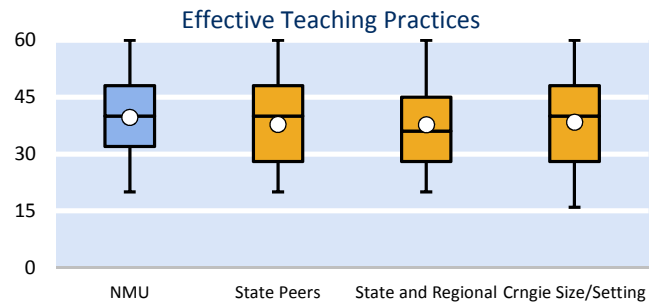 Effective Teaching Practices
60
45
30
15
0
NMU State Peers State and Regional Crngie Size/Setting